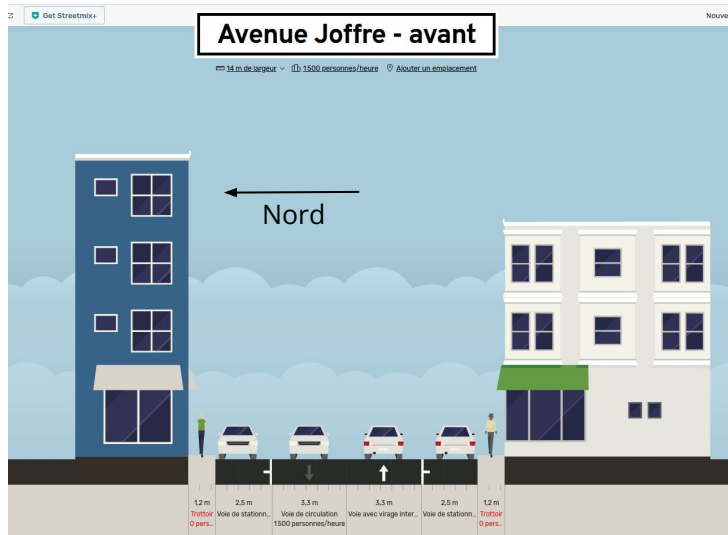 Get Streetmix+
Nouve
Avenue Joffre - avant
14 m de largeur 1500 personnes/heure Ajouter un emplacement
Nord
1,2 m 2,5 m 3,3 m 3,3 m 2,5 m 1,2 m
Trottoir Voie de stationn... Voie de circulation Voie avec virage inter... Voie de stationn... Trottoir
0 pers... 1500 personnes/heure 0 pers...